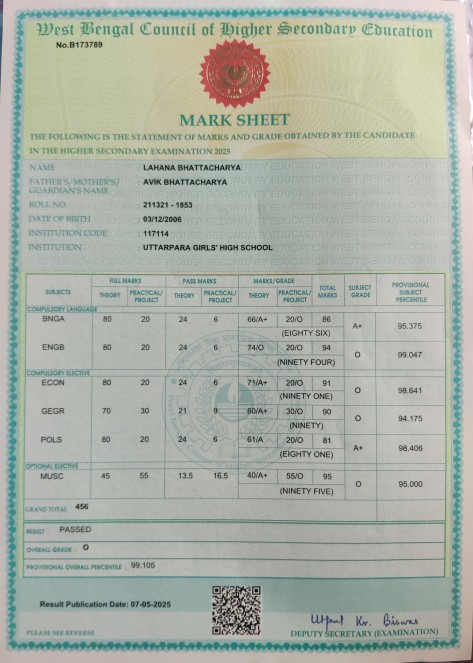 West Bengal Council of Higher Secondary Education
No.B173789
MARK SHEET
THE FOLLOWING IS THE STATEMENT OF MARKS AND GRADE OBTAINED BY THE CANDIDATE
IN THE HIGHER SECONDARY EXAMINATION 2025
NAME LAHANA BHATTACHARYA
FATHER'S/MOTHER'S/ GUARDIAN'S NAME AVIK BHATTACHARYA
ROLL NO. 211321 - 1853
DATE OF BIRTH 03/12/2006
INSTITUTION CODE 117114
INSTITUTION UTTARPARA GIRLS' HIGH SCHOOL
SUBJECTS FULL MARKS PASS MARKS MARKS/GRADE TOTAL MARKS SUBJECT GRADE PROVISIONAL SUBJECT PERCENTILE
THEORY PRACTICAL/ PROJECT THEORY PRACTICAL/ PROJECT THEORY PRACTICAL/ PROJECT
COMPULSORY LANGUAGE
BNGA 80 20 24 6 66/A+ 20/O 86 A+ 95.375
(EIGHTY SIX)
ENGB 80 20 24 6 74/O 20/O 94 O 99.047
(NINETY FOUR)
COMPULSORY ELECTIVE
ECON 80 20 24 6 71/A+ 20/O 91 O 98.641
(NINETY ONE)
GEGR 70 30 21 9 60/A+ 30/O 90 O 94.175
(NINETY)
POLS 80 20 24 6 61/A 20/O 81 A+ 98.406
(EIGHTY ONE)
OPTIONAL ELECTIVE
MUSC 45 55 13.5 16.5 40/A+ 55/O 95 O 95.000
(NINETY FIVE)
GRAND TOTAL 456
RESULT : PASSED
OVERALL GRADE : O
PROVISIONAL OVERALL PERCENTILE : 99.105
Result Publication Date: 07-05-2025
Utpal Kr. Biswas
PLEASE SEE REVERSE
DEPUTY SECRETARY (EXAMINATION)